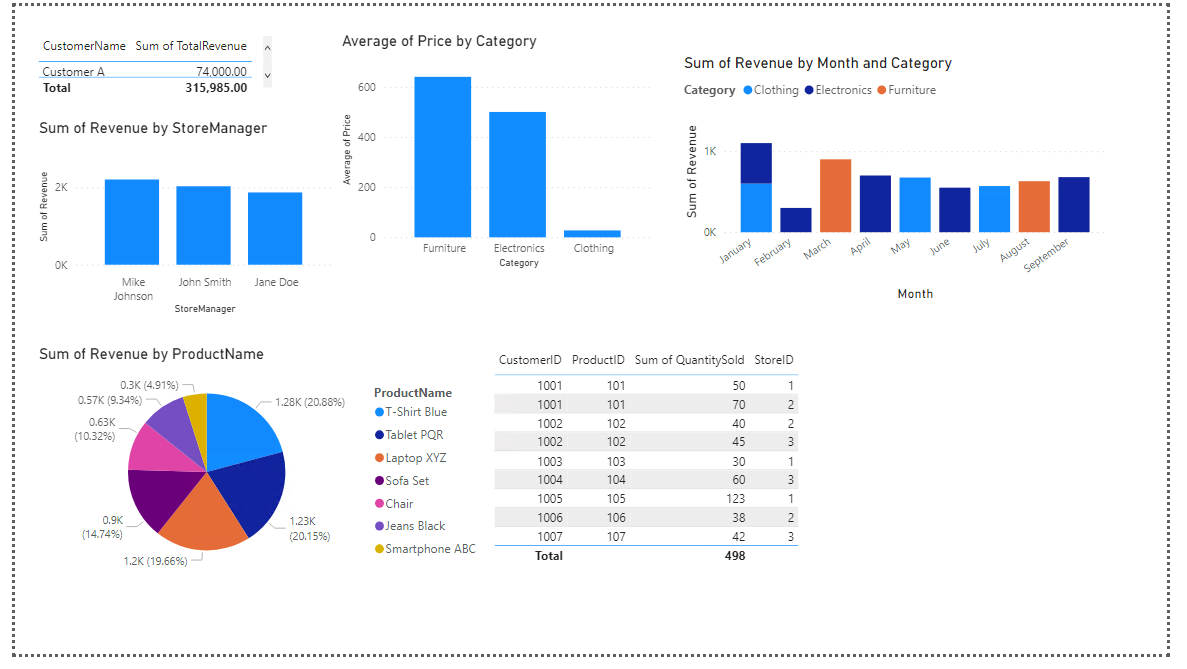 CustomerName Sum of TotalRevenue
Customer A 74,000.00
Total 315,985.00
Sum of Revenue by StoreManager
Sum of Revenue
2K
0K
Mike Johnson
John Smith
Jane Doe
StoreManager
Average of Price by Category
Average of Price
600
400
200
0
Furniture
Electronics
Clothing
Category
Sum of Revenue by Month and Category
Category Clothing Electronics Furniture
Sum of Revenue
1K
0K
January
February
March
April
May
June
July
August
September
Month
Sum of Revenue by ProductName
0.3K (4.91%)
0.57K (9.34%)
0.63K
(10.32%)
0.9K
(14.74%)
1.2K (19.66%)
1.23K
(20.15%)
1.28K (20.88%)
ProductName
T-Shirt Blue
Tablet PQR
Laptop XYZ
Sofa Set
Chair
Jeans Black
Smartphone ABC
CustomerID ProductID Sum of QuantitySold StoreID
1001 101 50 1
1001 101 70 2
1002 102 40 2
1002 102 45 3
1003 103 30 1
1004 104 60 3
1005 105 123 1
1006 106 38 2
1007 107 42 3
Total 498